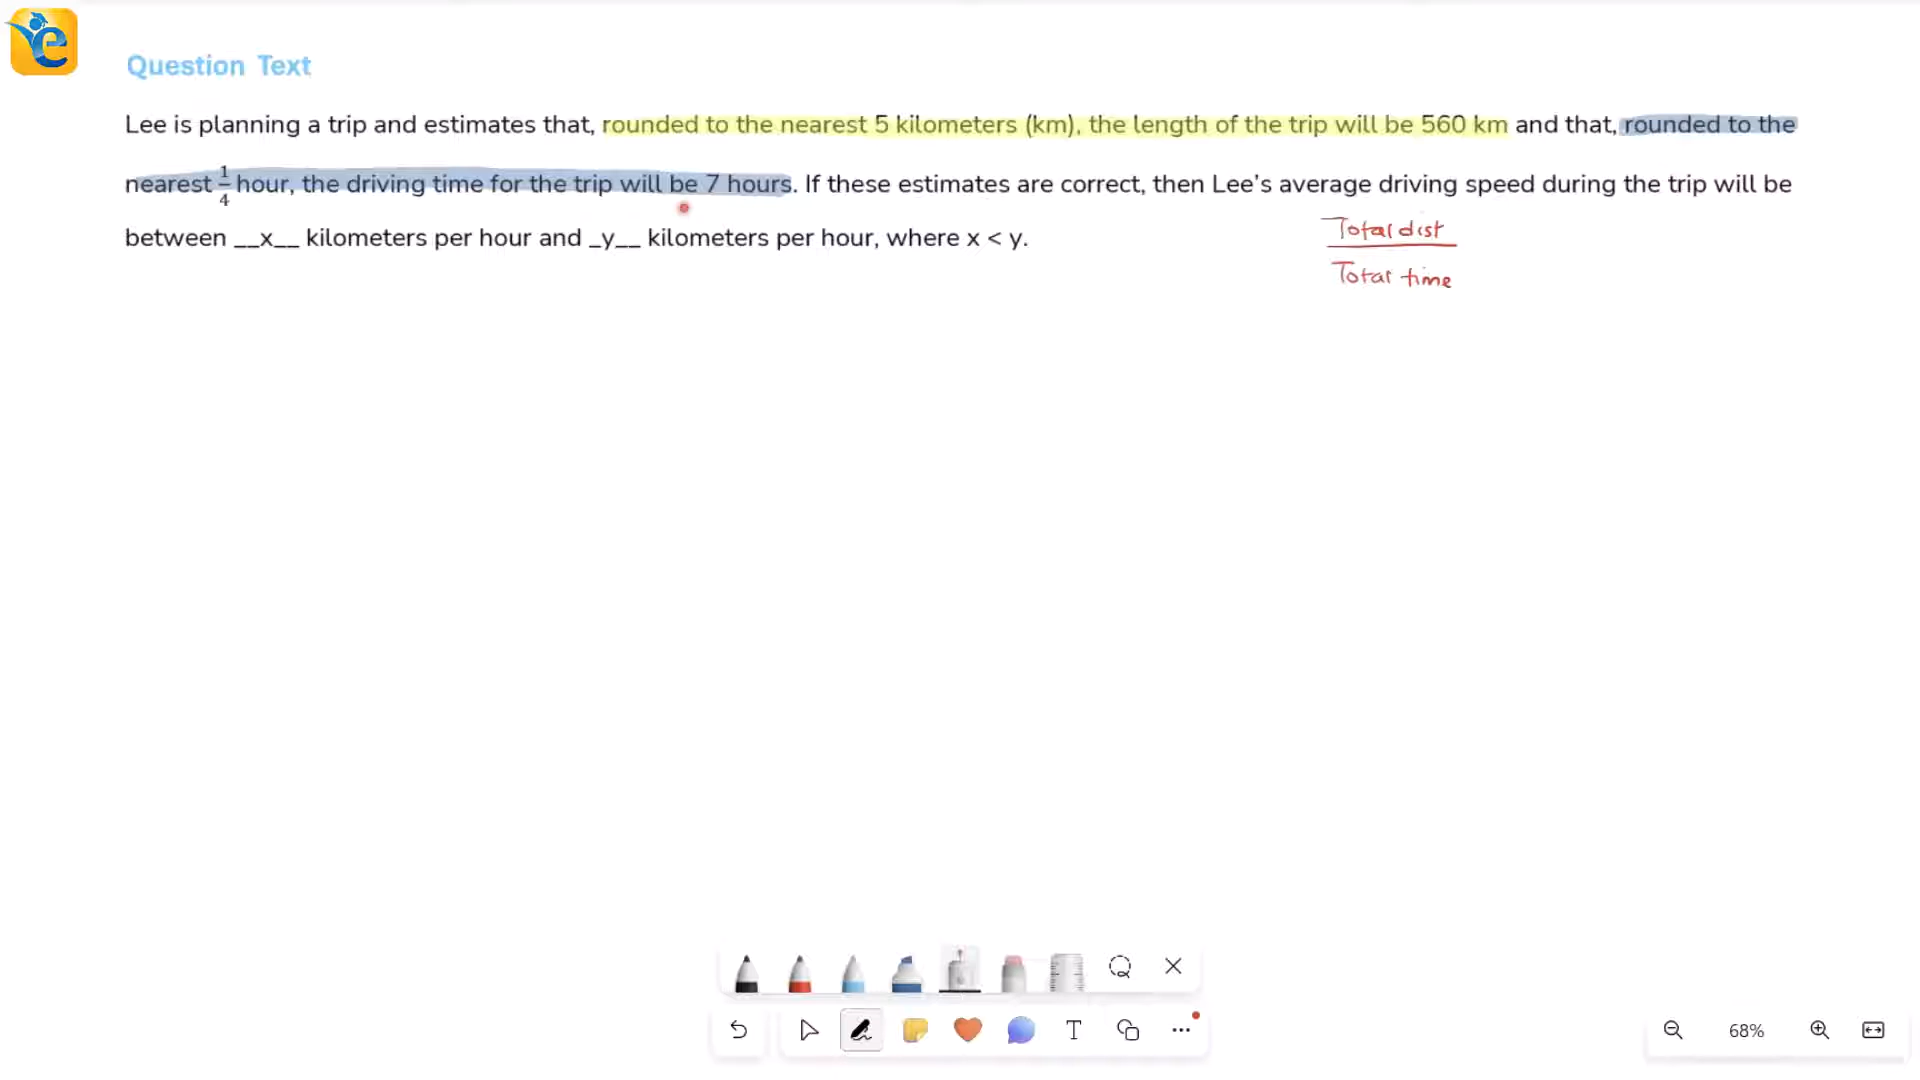 Question Text
Lee is planning a trip and estimates that, rounded to the nearest 5 kilometers (km), the length of the trip will be 560 km and that, rounded to the
nearest 1/4 hour, the driving time for the trip will be 7 hours. If these estimates are correct, then Lee's average driving speed during the trip will be
between __x__ kilometers per hour and _y__ kilometers per hour, where x < y.
Total dist
Total time
T
68%